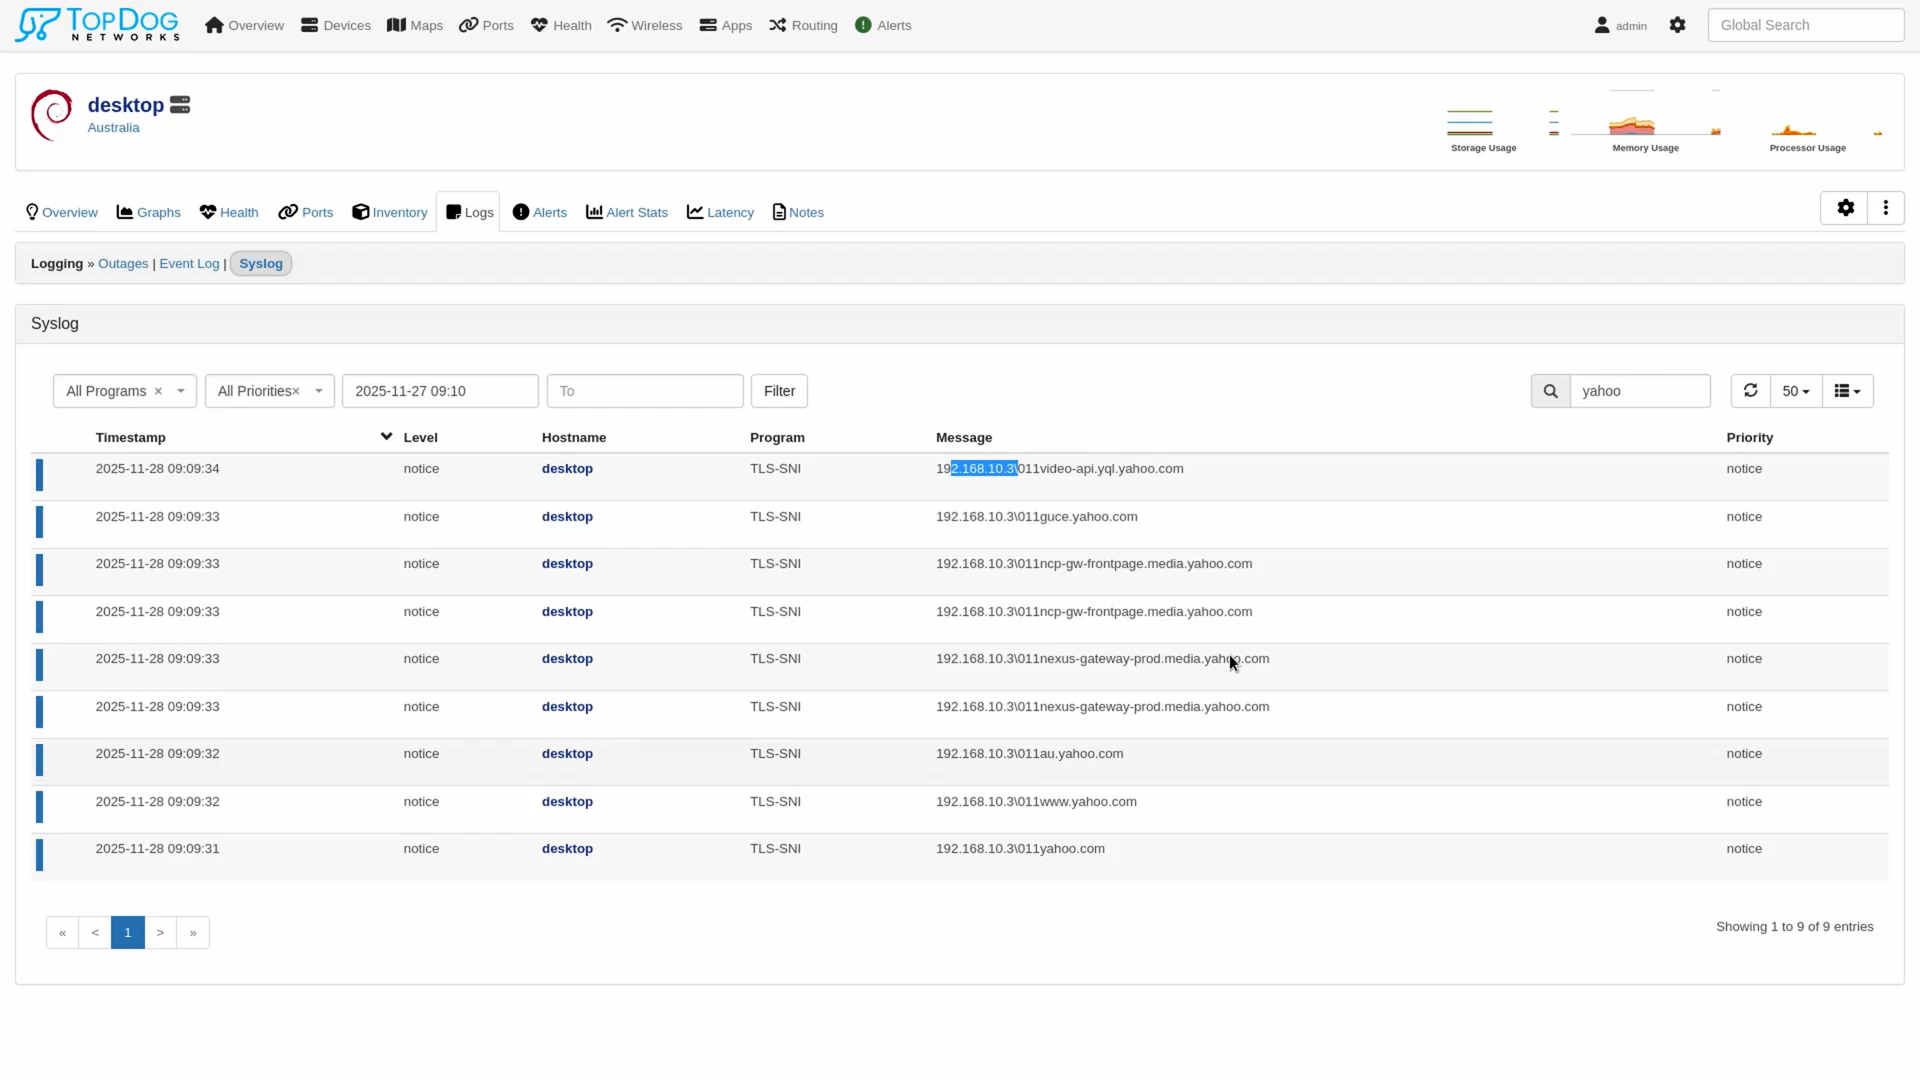 TOPDOG
NETWORKS
Overview Devices Maps Ports Health Wireless Apps Routing Alerts admin Global Search
desktop
Australia
Storage Usage Memory Usage Processor Usage
Overview Graphs Health Ports Inventory Logs Alerts Alert Stats Latency Notes
Logging » Outages | Event Log | Syslog
Syslog
All Programs × All Priorities× 2025-11-27 09:10 To Filter yahoo 50
Timestamp Level Hostname Program Message Priority
2025-11-28 09:09:34 notice desktop TLS-SNI 192.168.10.3\011video-api.yql.yahoo.com notice
2025-11-28 09:09:33 notice desktop TLS-SNI 192.168.10.3\011guce.yahoo.com notice
2025-11-28 09:09:33 notice desktop TLS-SNI 192.168.10.3\011ncp-gw-frontpage.media.yahoo.com notice
2025-11-28 09:09:33 notice desktop TLS-SNI 192.168.10.3\011ncp-gw-frontpage.media.yahoo.com notice
2025-11-28 09:09:33 notice desktop TLS-SNI 192.168.10.3\011nexus-gateway-prod.media.yahoo.com notice
2025-11-28 09:09:33 notice desktop TLS-SNI 192.168.10.3\011nexus-gateway-prod.media.yahoo.com notice
2025-11-28 09:09:32 notice desktop TLS-SNI 192.168.10.3\011au.yahoo.com notice
2025-11-28 09:09:32 notice desktop TLS-SNI 192.168.10.3\011www.yahoo.com notice
2025-11-28 09:09:31 notice desktop TLS-SNI 192.168.10.3\011yahoo.com notice
« < 1 > » Showing 1 to 9 of 9 entries